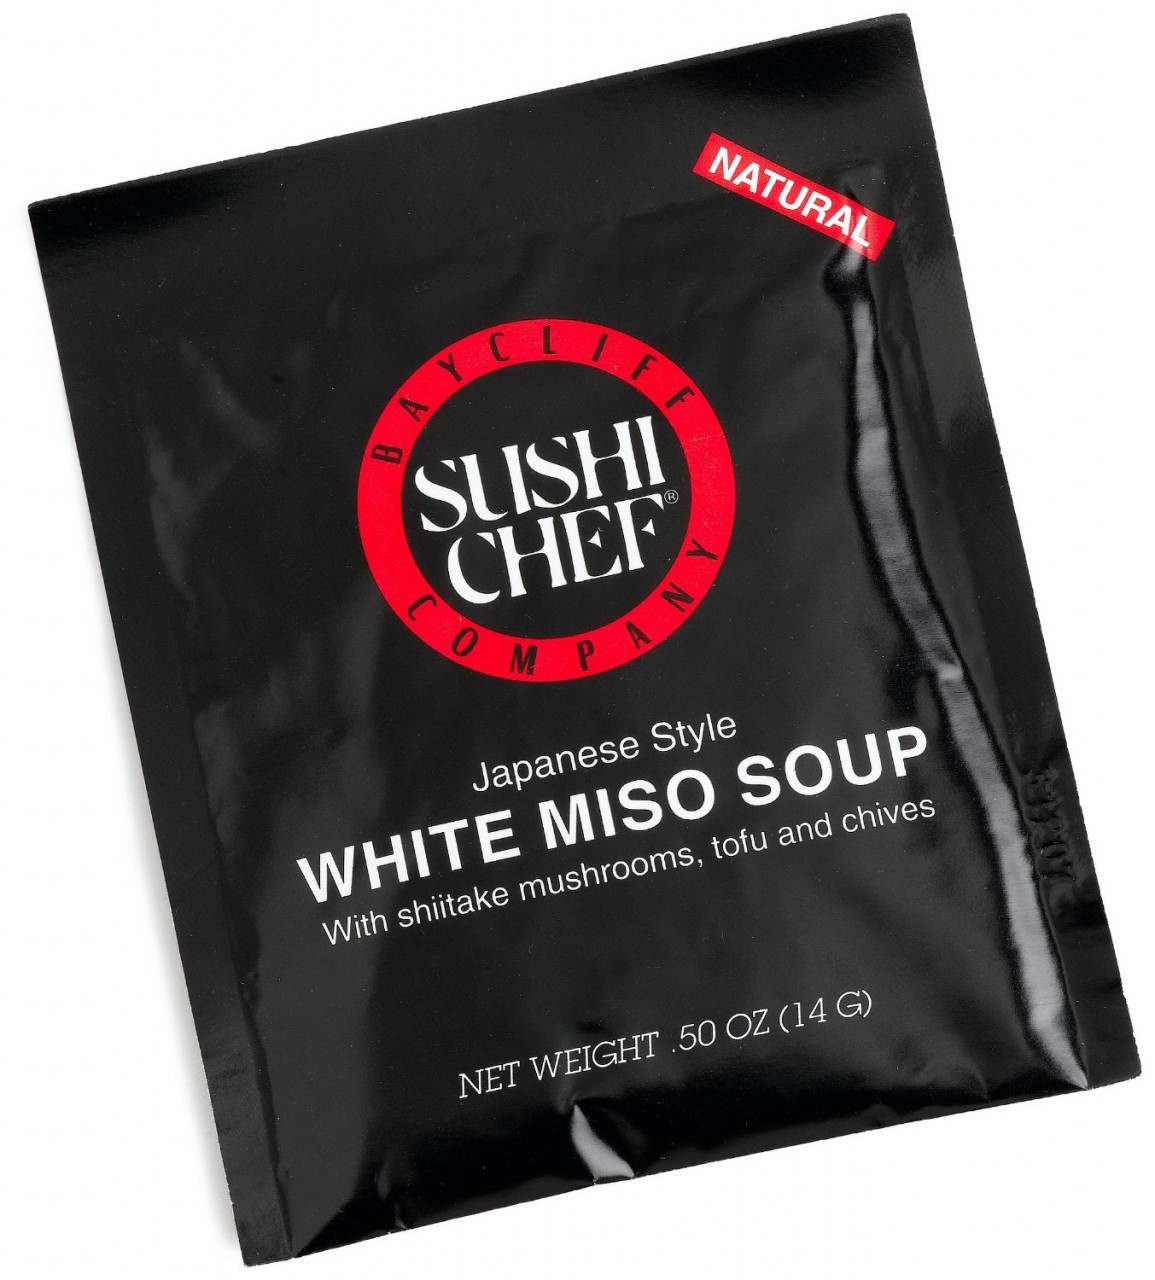 NATURAL
BAYCLIFF
SUSHI
CHEF®
COMPANY
Japanese Style
WHITE MISO SOUP
With shiitake mushrooms, tofu and chives
NET WEIGHT .50 OZ (14 G)